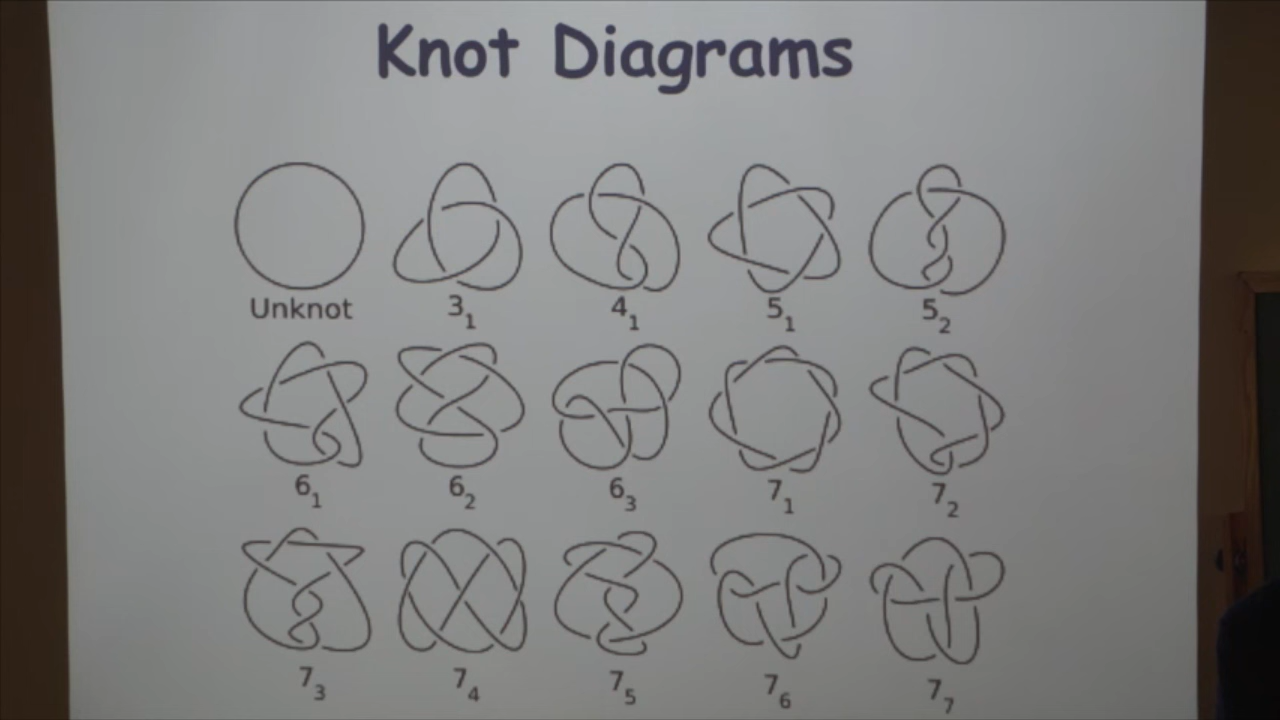 Knot Diagrams
Unknot 3₁ 4₁ 5₁ 5₂
6₁ 6₂ 6₃ 7₁ 7₂
7₃ 7₄ 7₅ 7₆ 7₇